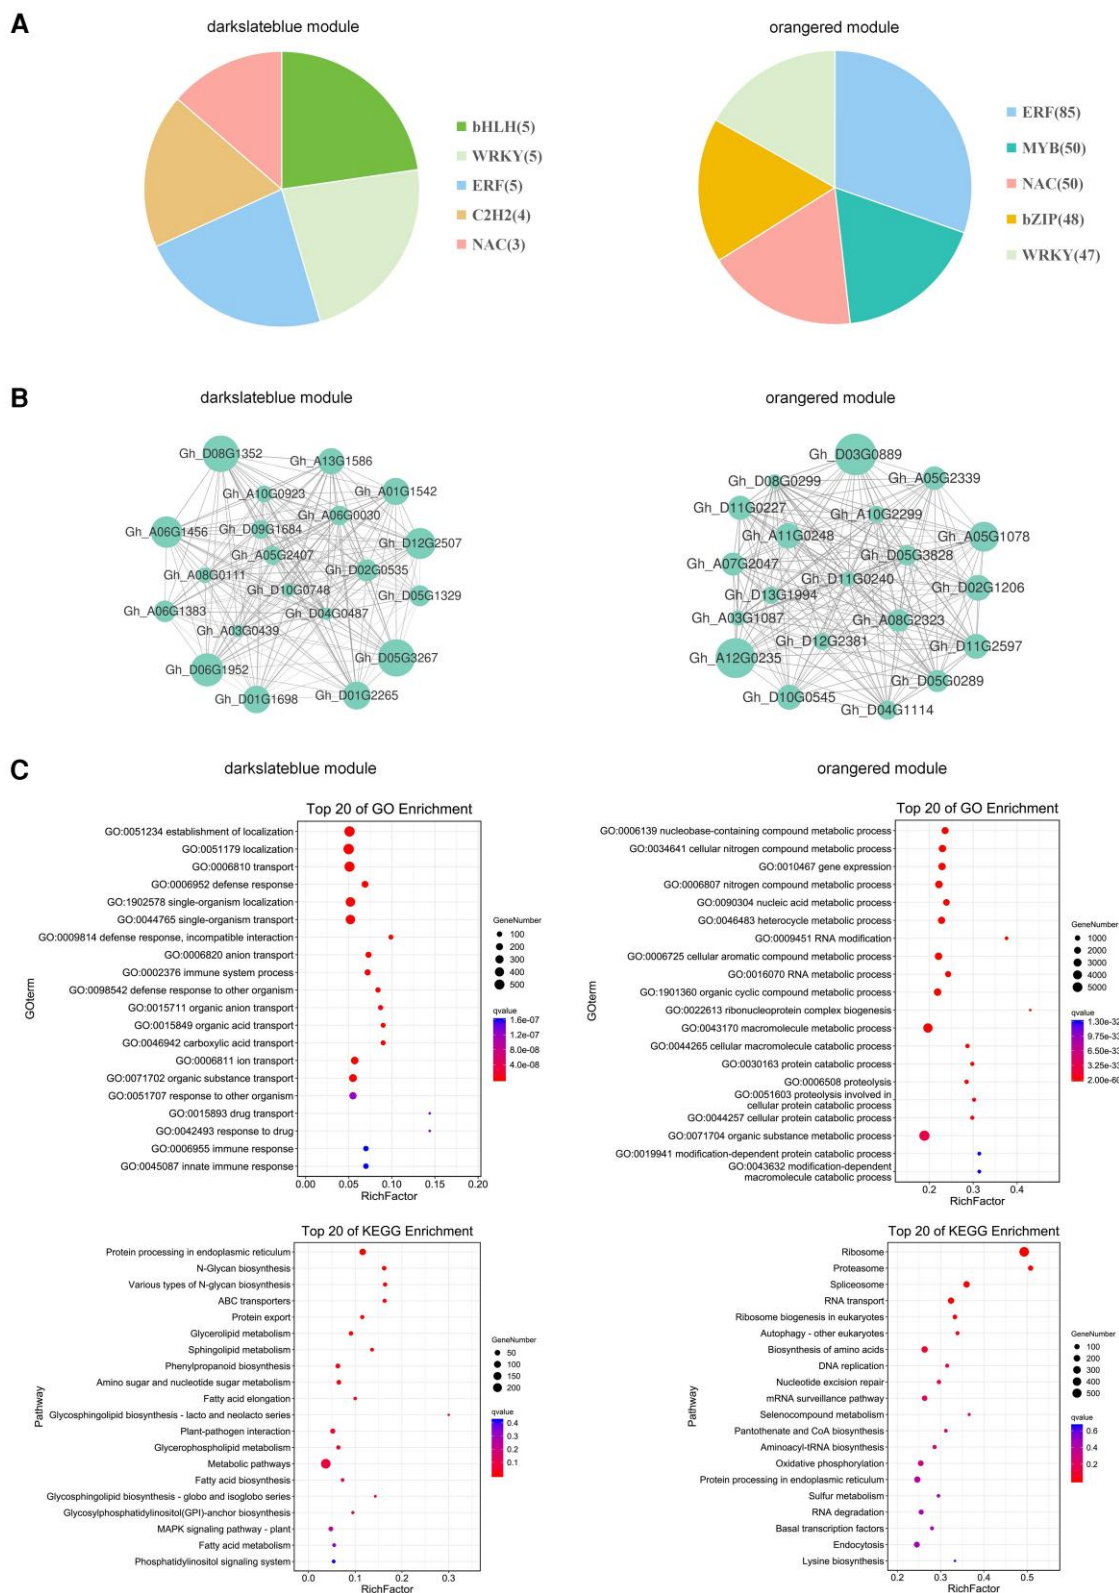 A
darkslateblue module
bHLH(5)
WRKY(5)
ERF(5)
C2H2(4)
NAC(3)
orangered module
ERF(85)
MYB(50)
NAC(50)
bZIP(48)
WRKY(47)
B
darkslateblue module
Gh_D08G1352
Gh_A13G1586
Gh_A10G0923
Gh_A01G1542
Gh_A06G0030
Gh_A06G1456
Gh_D09G1684
Gh_D12G2507
Gh_A05G2407
Gh_A08G0111
Gh_D02G0535
Gh_D10G0748
Gh_D05G1329
Gh_A06G1383
Gh_D04G0487
Gh_A03G0439
Gh_D06G1952
Gh_D05G3267
Gh_D01G1698
Gh_D01G2265
orangered module
Gh_D03G0889
Gh_D08G0299
Gh_A05G2339
Gh_D11G0227
Gh_A10G2299
Gh_A11G0248
Gh_A05G1078
Gh_D05G3828
Gh_A07G2047
Gh_D11G0240
Gh_D02G1206
Gh_D13G1994
Gh_A03G1087
Gh_A08G2323
Gh_D12G2381
Gh_D11G2597
Gh_A12G0235
Gh_D05G0289
Gh_D10G0545
Gh_D04G1114
C
darkslateblue module
Top 20 of GO Enrichment
GOterm
GO:0051234 establishment of localization
GO:0051179 localization
GO:0006810 transport
GO:0006952 defense response
GO:1902578 single-organism localization
GO:0044765 single-organism transport
GO:0009814 defense response, incompatible interaction
GO:0006820 anion transport
GO:0002376 immune system process
GO:0098542 defense response to other organism
GO:0015711 organic anion transport
GO:0015849 organic acid transport
GO:0046942 carboxylic acid transport
GO:0006811 ion transport
GO:0071702 organic substance transport
GO:0051707 response to other organism
GO:0015893 drug transport
GO:0042493 response to drug
GO:0006955 immune response
GO:0045087 innate immune response
0.00 0.05 0.10 0.15 0.20
RichFactor
GeneNumber
100
200
300
400
500
qvalue
1.6e-07
1.2e-07
8.0e-08
4.0e-08
orangered module
Top 20 of GO Enrichment
GOterm
GO:0006139 nucleobase-containing compound metabolic process
GO:0034641 cellular nitrogen compound metabolic process
GO:0010467 gene expression
GO:0006807 nitrogen compound metabolic process
GO:0090304 nucleic acid metabolic process
GO:0046483 heterocycle metabolic process
GO:0009451 RNA modification
GO:0006725 cellular aromatic compound metabolic process
GO:0016070 RNA metabolic process
GO:1901360 organic cyclic compound metabolic process
GO:0022613 ribonucleoprotein complex biogenesis
GO:0043170 macromolecule metabolic process
GO:0044265 cellular macromolecule catabolic process
GO:0030163 protein catabolic process
GO:0006508 proteolysis
GO:0051603 proteolysis involved in
cellular protein catabolic process
GO:0044257 cellular protein catabolic process
GO:0071704 organic substance metabolic process
GO:0019941 modification-dependent protein catabolic process
GO:0043632 modification-dependent
macromolecule catabolic process
0.2 0.3 0.4
RichFactor
GeneNumber
1000
2000
3000
4000
5000
qvalue
1.30e-32
9.75e-33
6.50e-33
3.25e-33
2.00e-60
Top 20 of KEGG Enrichment
Pathway
Protein processing in endoplasmic reticulum
N-Glycan biosynthesis
Various types of N-glycan biosynthesis
ABC transporters
Protein export
Glycerolipid metabolism
Sphingolipid metabolism
Phenylpropanoid biosynthesis
Amino sugar and nucleotide sugar metabolism
Fatty acid elongation
Glycosphingolipid biosynthesis - lacto and neolacto series
Plant-pathogen interaction
Glycerophospholipid metabolism
Metabolic pathways
Fatty acid biosynthesis
Glycosphingolipid biosynthesis - globo and isoglobo series
Glycosylphosphatidylinositol(GPI)-anchor biosynthesis
MAPK signaling pathway - plant
Fatty acid metabolism
Phosphatidylinositol signaling system
0.0 0.1 0.2 0.3
RichFactor
GeneNumber
50
100
150
200
qvalue
0.4
0.3
0.2
0.1
Top 20 of KEGG Enrichment
Pathway
Ribosome
Proteasome
Spliceosome
RNA transport
Ribosome biogenesis in eukaryotes
Autophagy - other eukaryotes
Biosynthesis of amino acids
DNA replication
Nucleotide excision repair
mRNA surveillance pathway
Selenocompound metabolism
Pantothenate and CoA biosynthesis
Aminoacyl-tRNA biosynthesis
Oxidative phosphorylation
Protein processing in endoplasmic reticulum
Sulfur metabolism
RNA degradation
Basal transcription factors
Endocytosis
Lysine biosynthesis
0.2 0.3 0.4 0.5
RichFactor
GeneNumber
100
200
300
400
500
qvalue
0.6
0.4
0.2